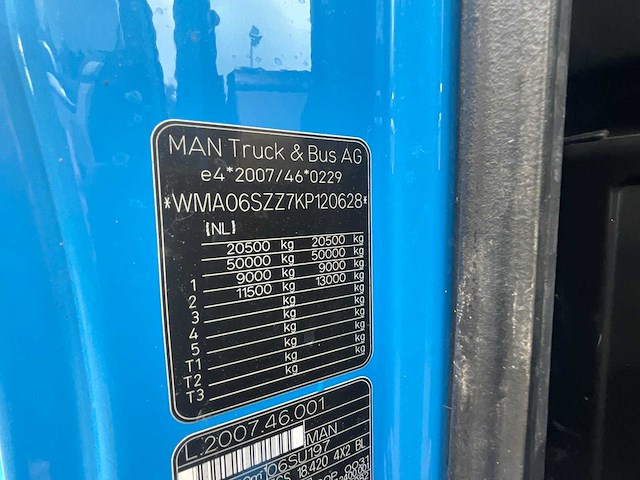 MAN Truck & Bus AG
e4*2007/46*0229
*WMA06SZZ7KP120628*
(NL)
20500 kg 20500 kg
50000 kg 50000 kg
1 9000 kg 9000 kg
2 11500 kg 13000 kg
3 kg kg
4 kg kg
5 kg kg
T1 kg kg
T2 kg kg
T3
L.2007.46.001
MAN
06SU197
18.420 4X2 BL